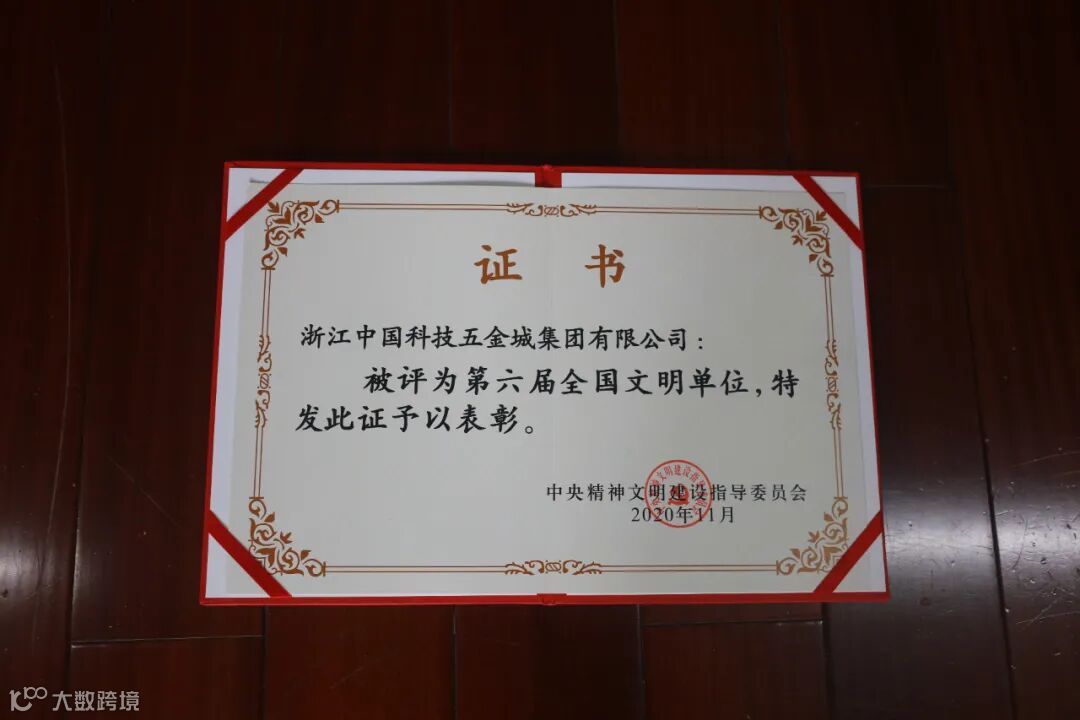 证 书
浙江中国科技五金城集团有限公司：
被评为第六届全国文明单位，特
发此证予以表彰。
中央精神文明建设指导委员会
2020年11月
大数跨境